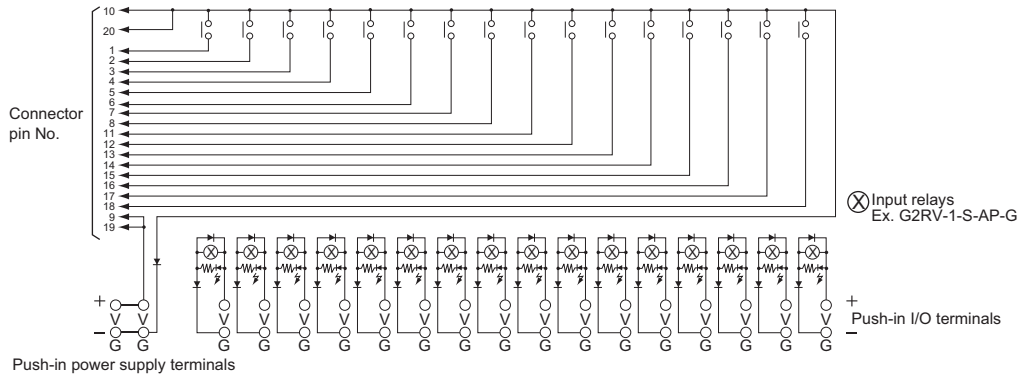 10
20
1
2
3
4
5
6
7
8
11
12
13
14
15
16
17
18
9
19
Connector
pin No.
Input relays
Ex. G2RV-1-S-AP-G
+ +
V V V V V V V V V V V V V V V V V V
Push-in I/O terminals
− −
G G G G G G G G G G G G G G G G G G
Push-in power supply terminals